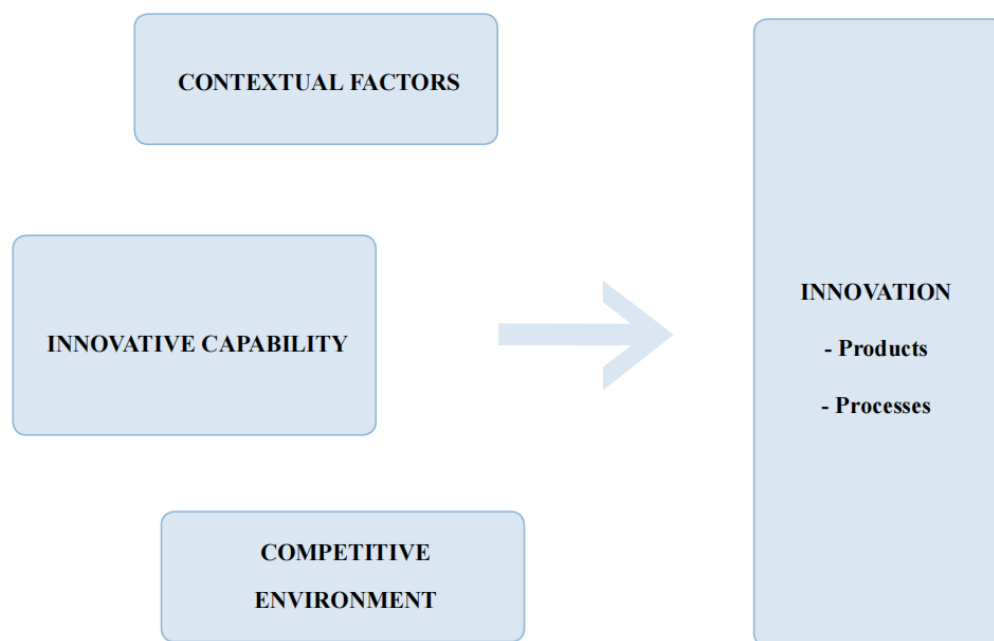 CONTEXTUAL FACTORS
INNOVATIVE CAPABILITY
COMPETITIVE
ENVIRONMENT
INNOVATION
- Products
- Processes